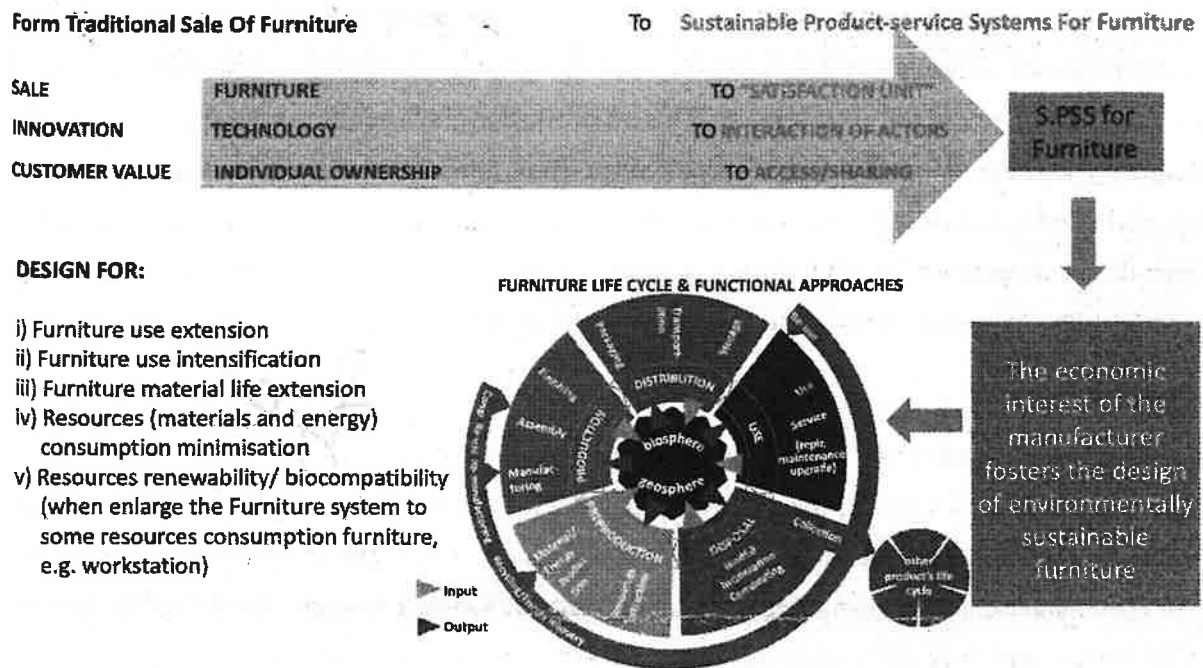 Form Traditional Sale Of Furniture To Sustainable Product-service Systems For Furniture
SALE FURNITURE TO "SATISFACTION UNIT"
INNOVATION TECHNOLOGY TO INTERACTION OF ACTORS
CUSTOMER VALUE INDIVIDUAL OWNERSHIP TO ACCESS/SHARING
S.PSS for
Furniture
DESIGN FOR:
i) Furniture use extension
ii) Furniture use intensification
iii) Furniture material life extension
iv) Resources (materials and energy)
consumption minimisation
v) Resources renewability/ biocompatibility
(when enlarge the Furniture system to
some resources consumption furniture,
e.g. workstation)
FURNITURE LIFE CYCLE & FUNCTIONAL APPROACHES
Storage
DISTRIBUTION
Finishing
Assembly
Manufac-
turing
PRODUCTION
PREPRODUCTION
biosphere
geosphere
USE
Use
Service
(repair,
maintenance
upgrade)
DISPOSAL
Landfill
Incineration
Composting
Collection
other
product's life
cycle
Input
Output
The economic
interest of the
manufacturer
fosters the design
of environmentally
sustainable
furniture